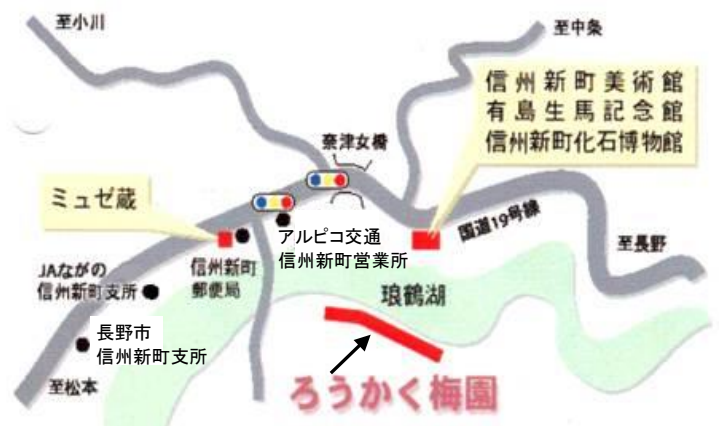 至小川
至中条
信州新町美術館
有島生馬記念館
信州新町化石博物館
奈津女橋
ミュゼ蔵
国道19号線
アルピコ交通
信州新町営業所
至長野
信州新町
郵便局
JAながの
信州新町支所
琅鶴湖
長野市
信州新町支所
至松本
ろうかく梅園